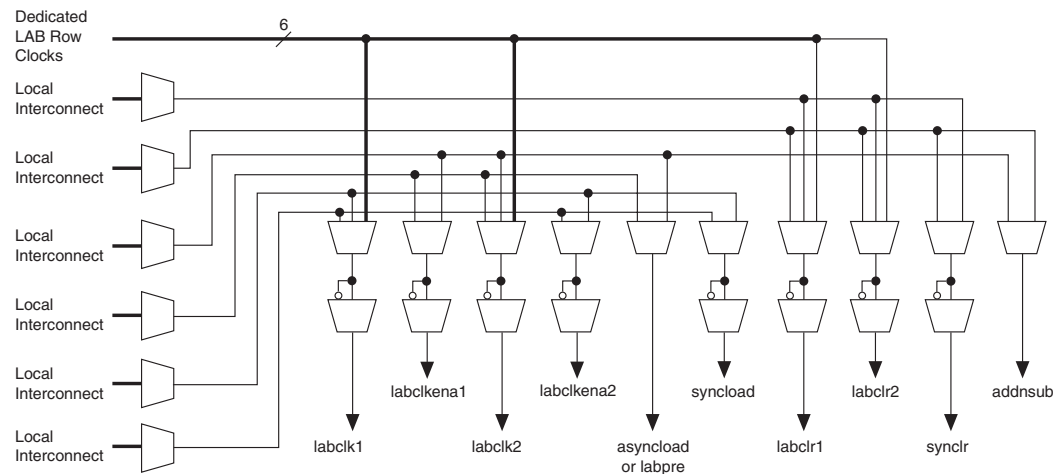 Dedicated
LAB Row
Clocks
6
Local
Interconnect
Local
Interconnect
Local
Interconnect
Local
Interconnect
Local
Interconnect
Local
Interconnect
labclkena1
labclkena2
syncload
labclr2
addnsub
labclk1
labclk2
asyncload
or labpre
labclr1
synclr